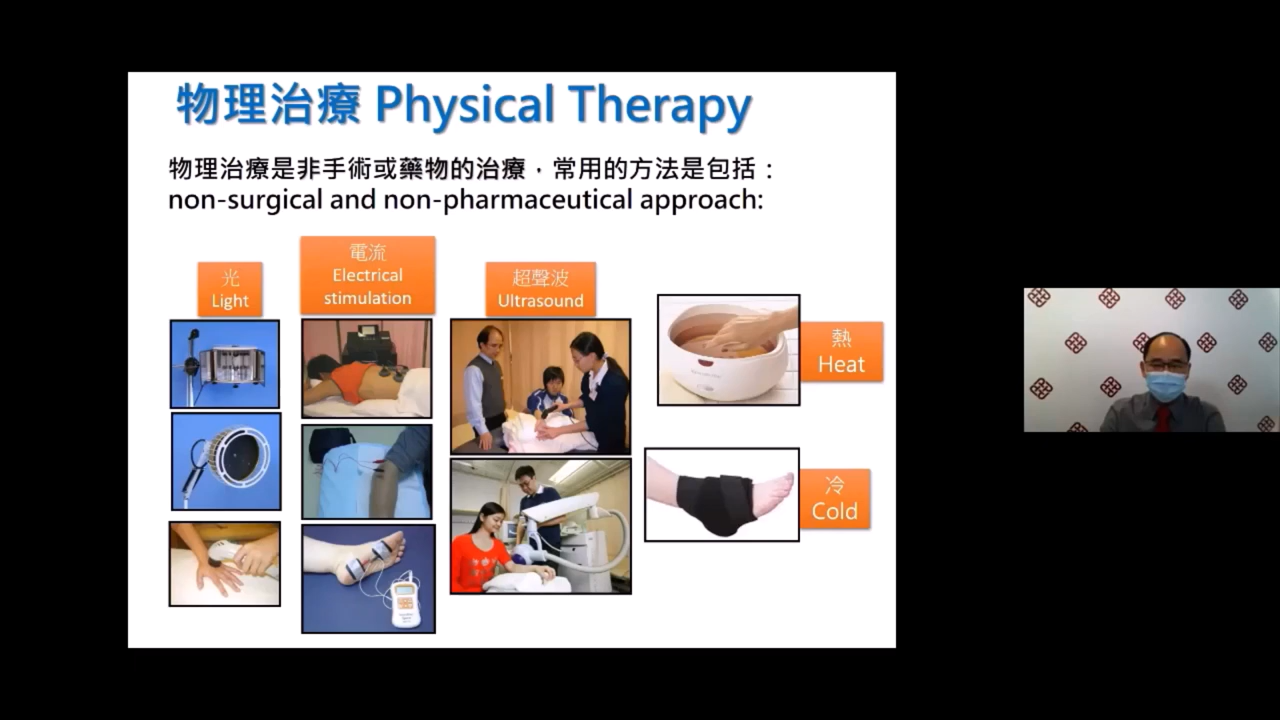 物理治療 Physical Therapy
物理治療是非手術或藥物的治療，常用的方法是包括：
non-surgical and non-pharmaceutical approach:
光
Light
電流
Electrical
stimulation
超聲波
Ultrasound
熱
Heat
冷
Cold